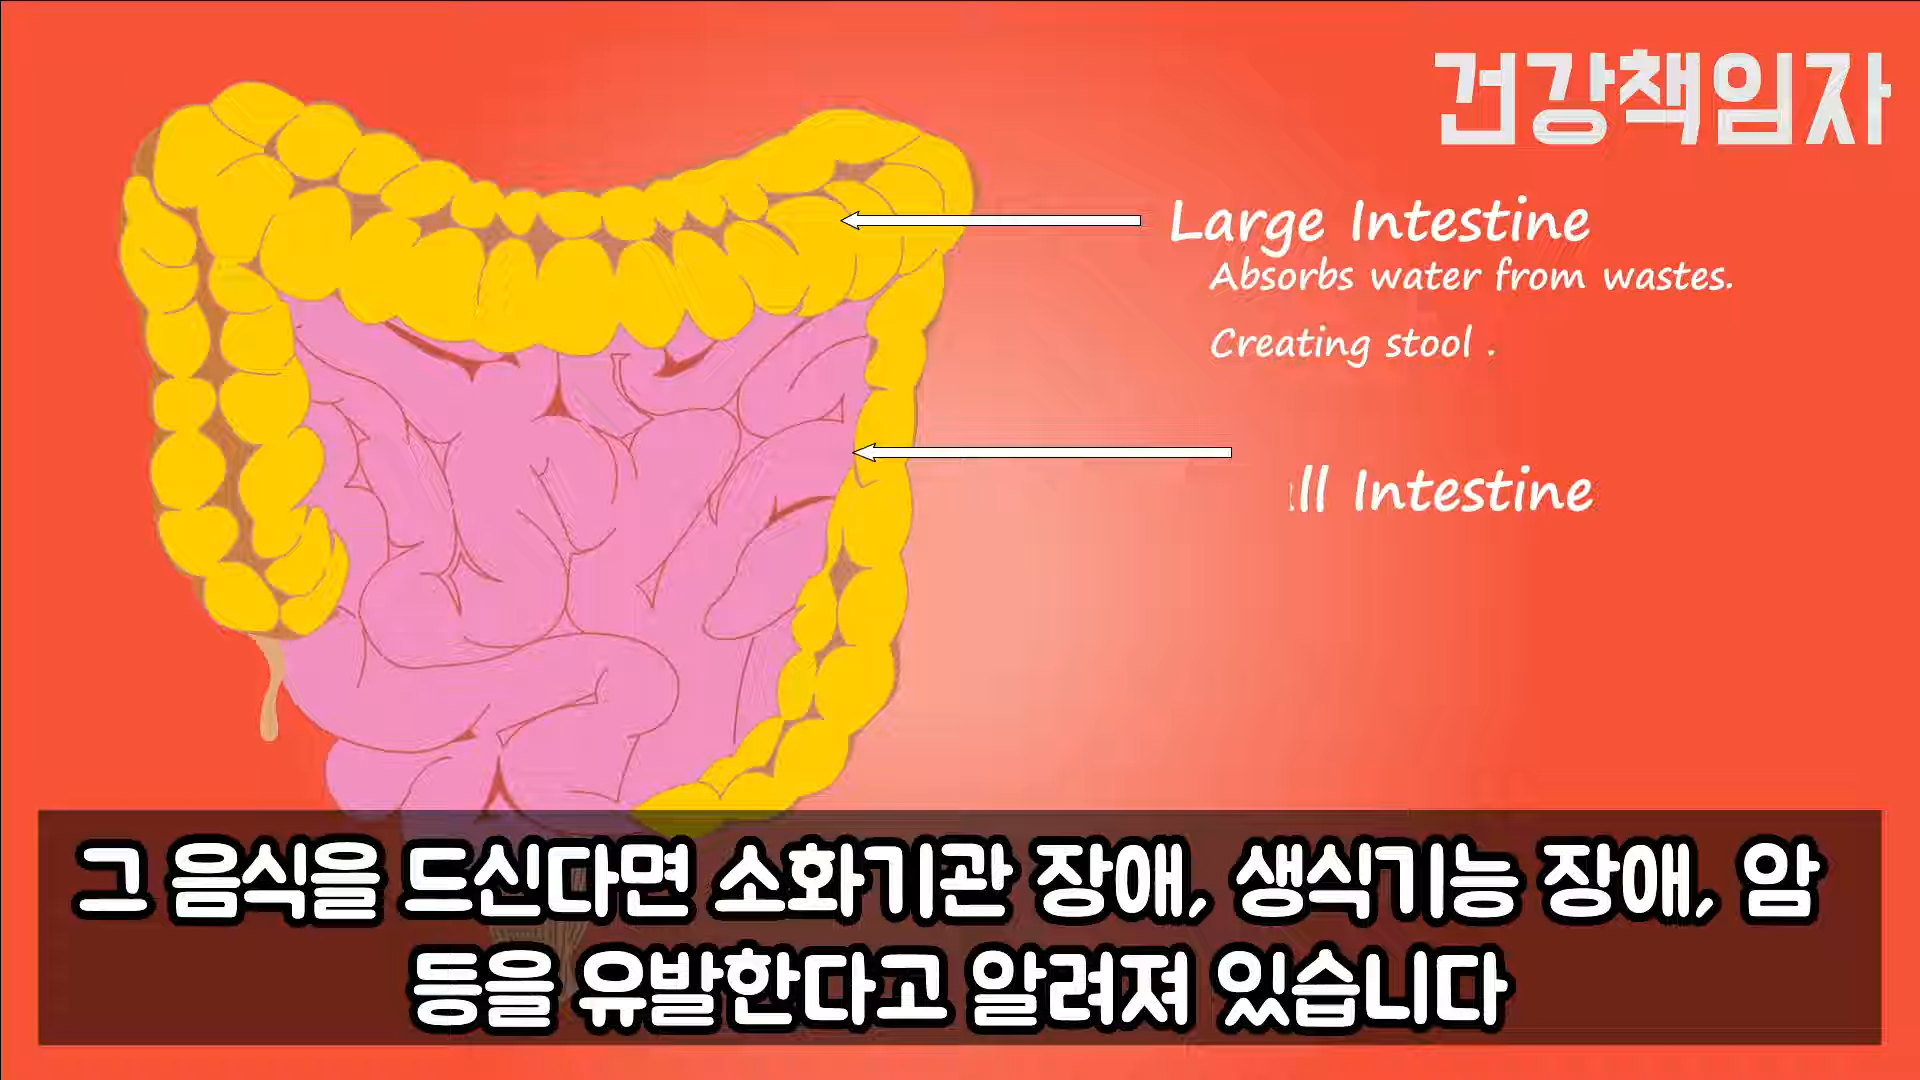 건강책임자
Large Intestine
Absorbs water from wastes.
Creating stool .
Intestine
그 음식을 드신다면 소화기관 장애, 생식기능 장애, 암
등을 유발한다고 알려져 있습니다